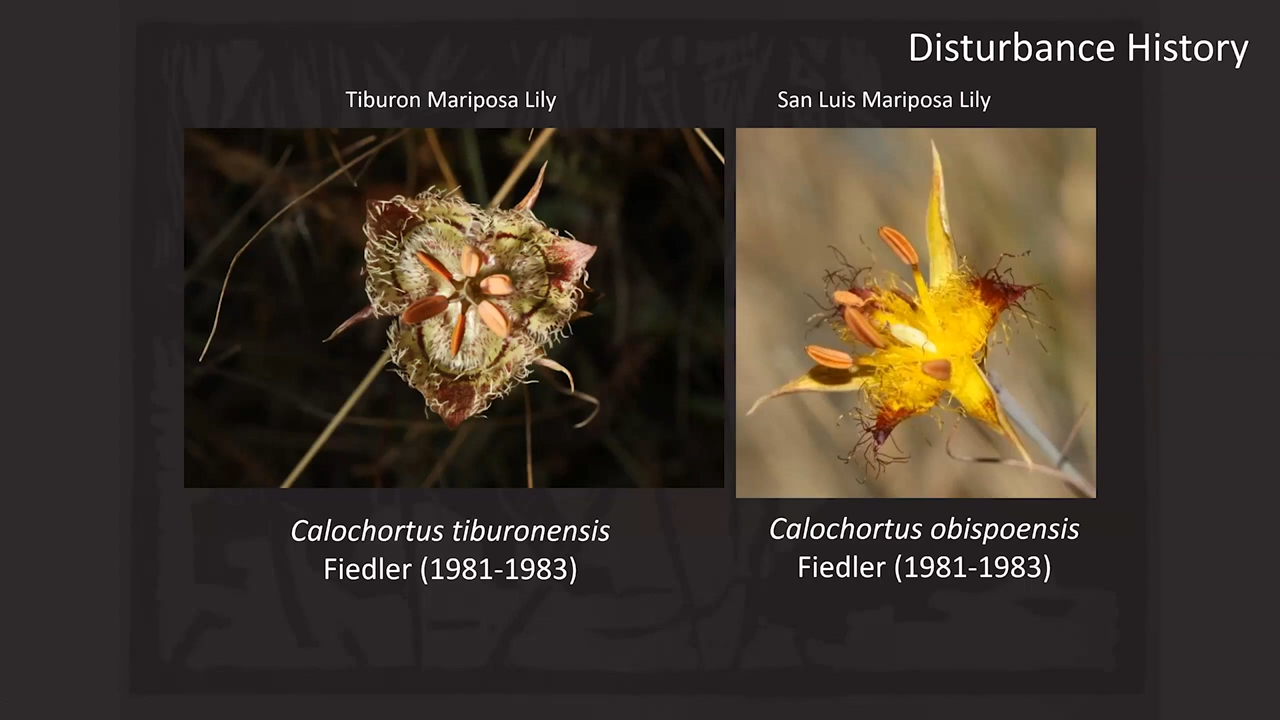 Disturbance History
Tiburon Mariposa Lily
San Luis Mariposa Lily
Calochortus tiburonensis
Fiedler (1981-1983)
Calochortus obispoensis
Fiedler (1981-1983)